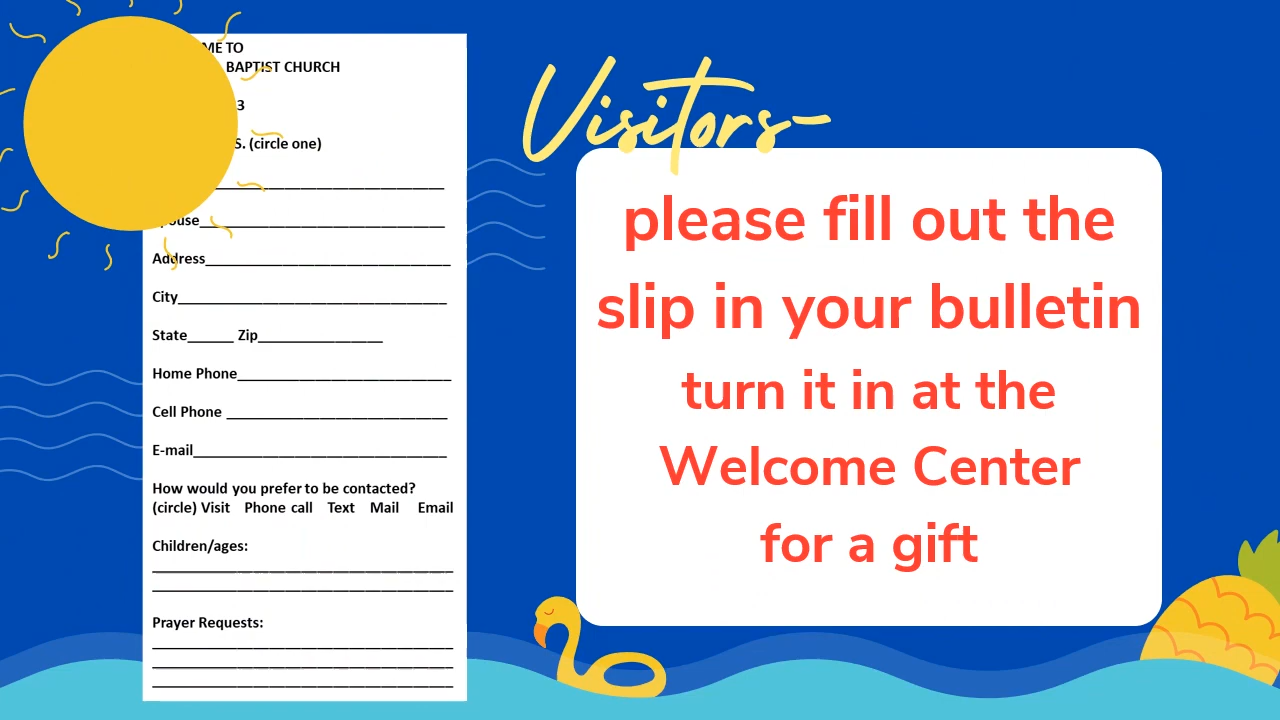 ME TO
BAPTIST CHURCH
3
S. (circle one)
ouse
Address
City
State Zip
Home Phone
Cell Phone
E-mail
How would you prefer to be contacted?
(circle) Visit Phone call Text Mail Email
Children/ages:
Prayer Requests:
Visitors-
please fill out the
slip in your bulletin
turn it in at the
Welcome Center
for a gift